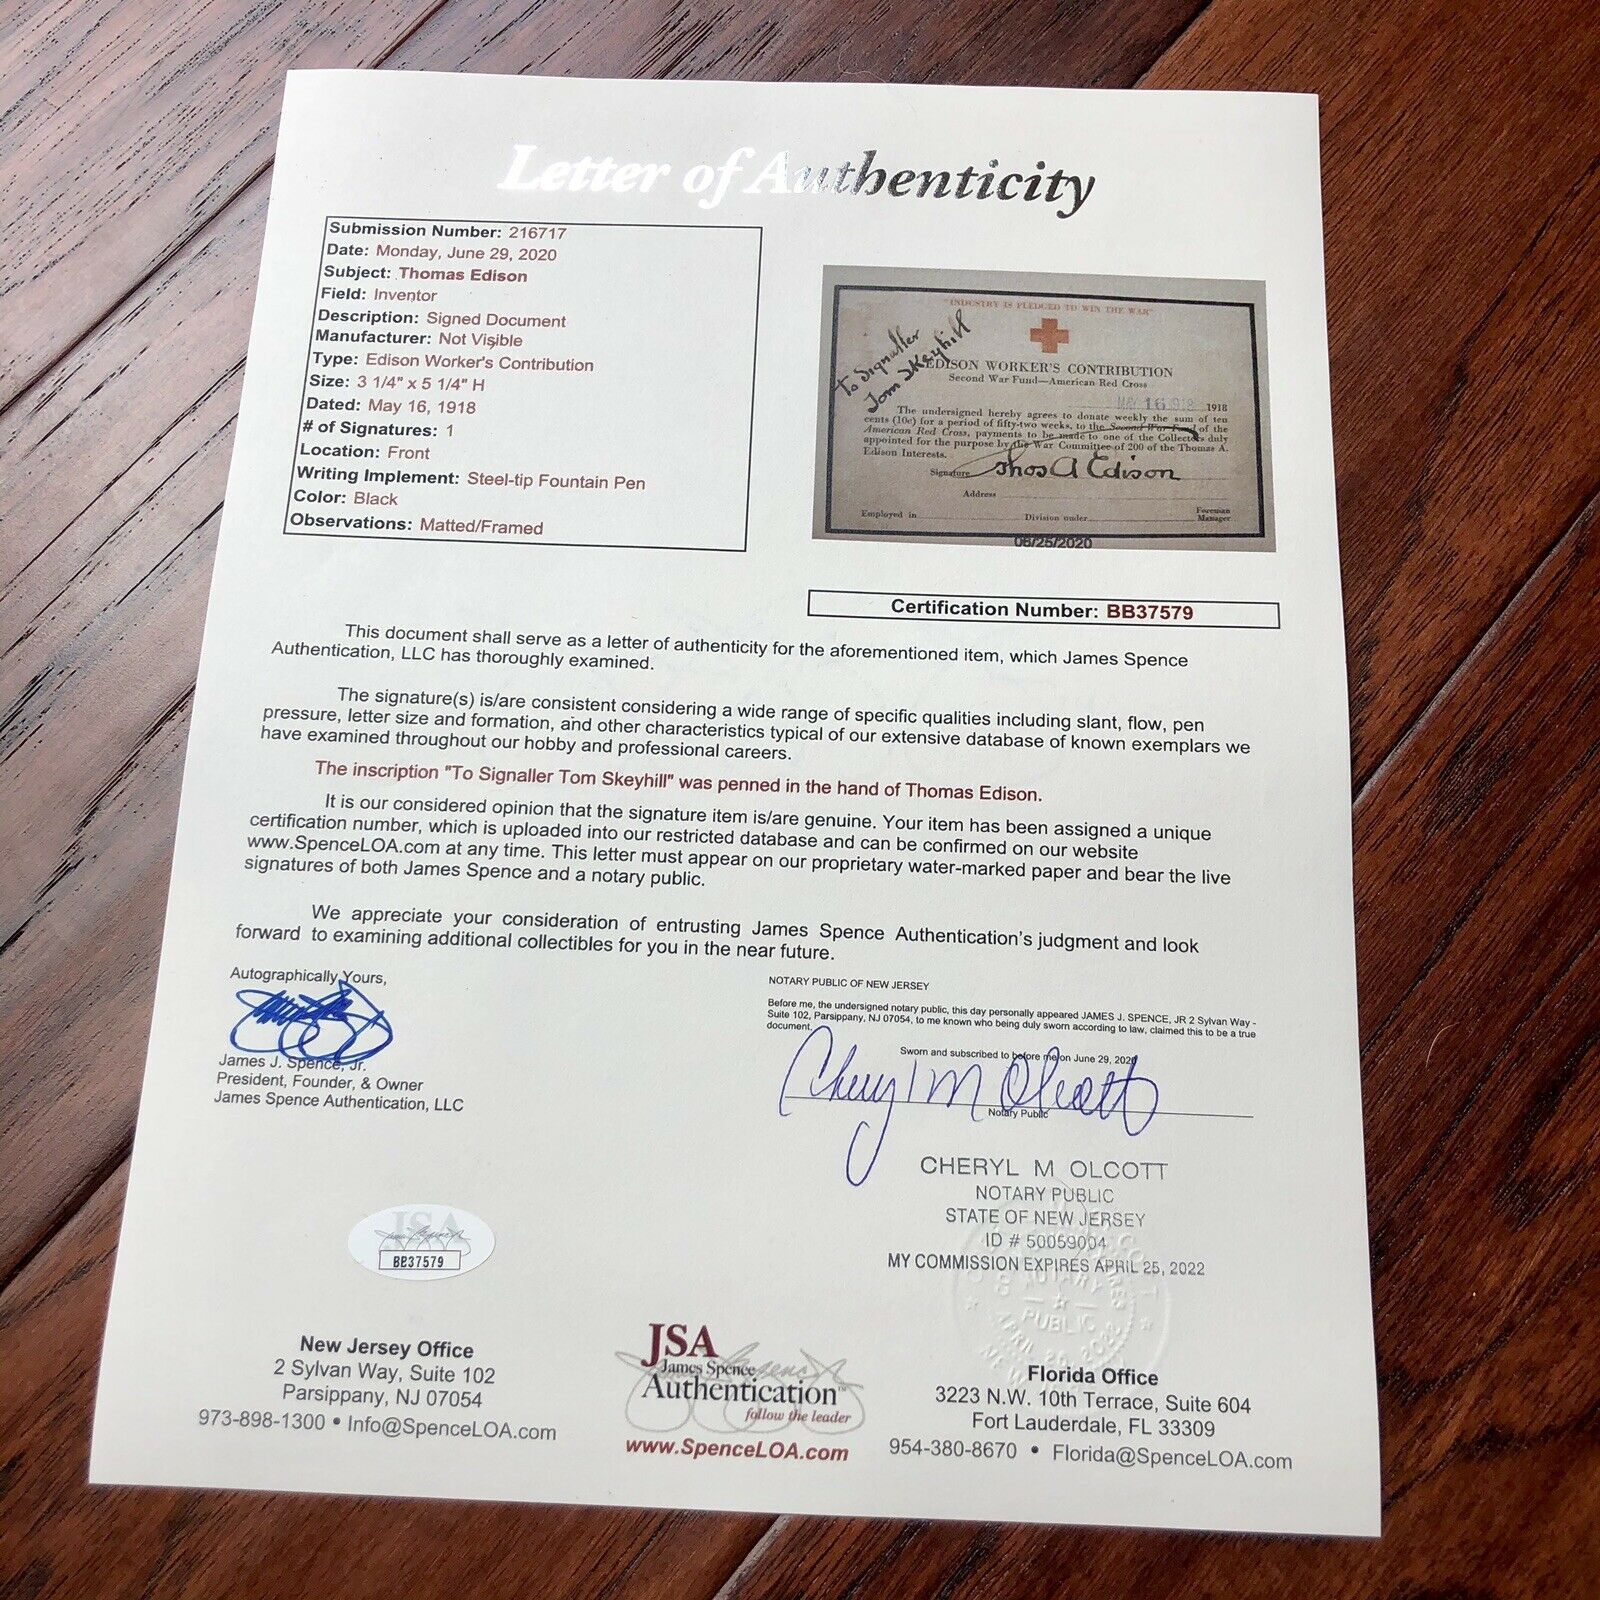 Letter of Authenticity
Submission Number: 216717
Date: Monday, June 29, 2020
Subject: Thomas Edison
Field: Inventor
Description: Signed Document
Manufacturer: Not Visible
Type: Edison Worker's Contribution
Size: 3 1/4" x 5 1/4" H
Dated: May 16, 1918
# of Signatures: 1
Location: Front
Writing Implement: Steel-tip Fountain Pen
Color: Black
Observations: Matted/Framed
"INDUSTRY IS PLEDGED TO WIN THE WAR"
To Signaller
Tom Skeyhill
EDISON WORKER'S CONTRIBUTION
Second War Fund—American Red Cross
MAY 16 1918 1918
The undersigned hereby agrees to donate weekly the sum of ten
cents (10c) for a period of fifty-two weeks, to the Second War Fund of the
American Red Cross, payments to be made to one of the Collectors duly
appointed for the purpose by the War Committee of 200 of the Thomas A.
Edison Interests.
Signature Thos A Edison
Address
Employed in Division under Foreman
Manager
06/25/2020
Certification Number: BB37579
This document shall serve as a letter of authenticity for the aforementioned item, which James Spence
Authentication, LLC has thoroughly examined.
The signature(s) is/are consistent considering a wide range of specific qualities including slant, flow, pen
pressure, letter size and formation, and other characteristics typical of our extensive database of known exemplars we
have examined throughout our hobby and professional careers.
The inscription "To Signaller Tom Skeyhill" was penned in the hand of Thomas Edison.
It is our considered opinion that the signature item is/are genuine. Your item has been assigned a unique
certification number, which is uploaded into our restricted database and can be confirmed on our website
www.SpenceLOA.com at any time. This letter must appear on our proprietary water-marked paper and bear the live
signatures of both James Spence and a notary public.
We appreciate your consideration of entrusting James Spence Authentication's judgment and look
forward to examining additional collectibles for you in the near future.
Autographically Yours,
James J. Spence, Jr.
President, Founder, & Owner
James Spence Authentication, LLC
NOTARY PUBLIC OF NEW JERSEY
Before me, the undersigned notary public, this day personally appeared JAMES J. SPENCE, JR 2 Sylvan Way -
Suite 102, Parsippany, NJ 07054, to me known who being duly sworn according to law, claimed this to be a true
document.
Sworn and subscribed to before me on June 29, 2020
Cheryl M Olcott
Notary Public
CHERYL M OLCOTT
NOTARY PUBLIC
STATE OF NEW JERSEY
ID # 50059004
MY COMMISSION EXPIRES APRIL 25, 2022
JSA
BB37579
New Jersey Office
2 Sylvan Way, Suite 102
Parsippany, NJ 07054
973-898-1300 • Info@SpenceLOA.com
JSA
James Spence
Authentication™
follow the leader
www.SpenceLOA.com
Florida Office
3223 N.W. 10th Terrace, Suite 604
Fort Lauderdale, FL 33309
954-380-8670 • Florida@SpenceLOA.com